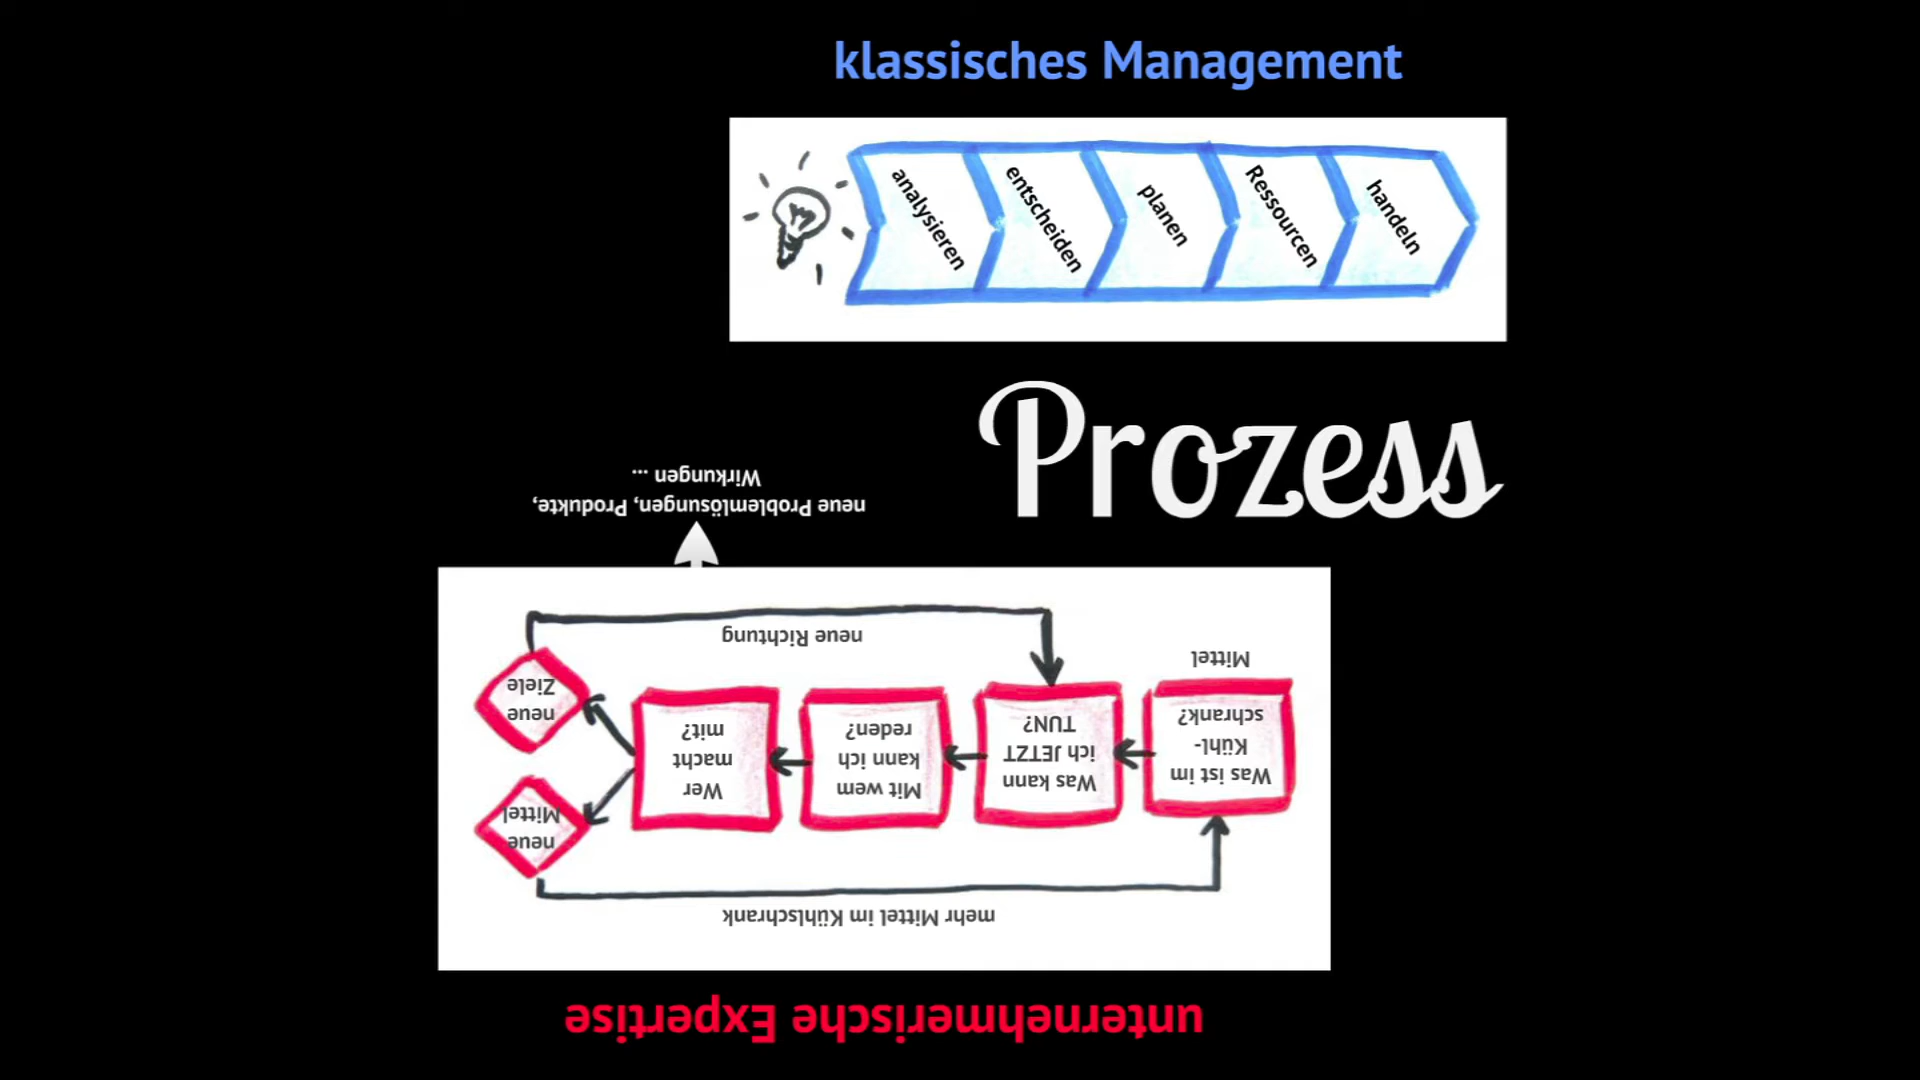 klassisches Management
analysieren
entscheiden
planen
Ressourcen
handeln
Prozess
unternehmerische Expertise
mehr Mittel im Kühlschrank
Was ist im
Kühl-
schrank?
Mittel
Was kann
ich JETZT
TUN?
Mit wem
kann ich
reden?
Wer
macht
mit?
neue
Mittel
neue
Ziele
neue Richtung
neue Problemlösungen, Produkte,
Wirkungen ...